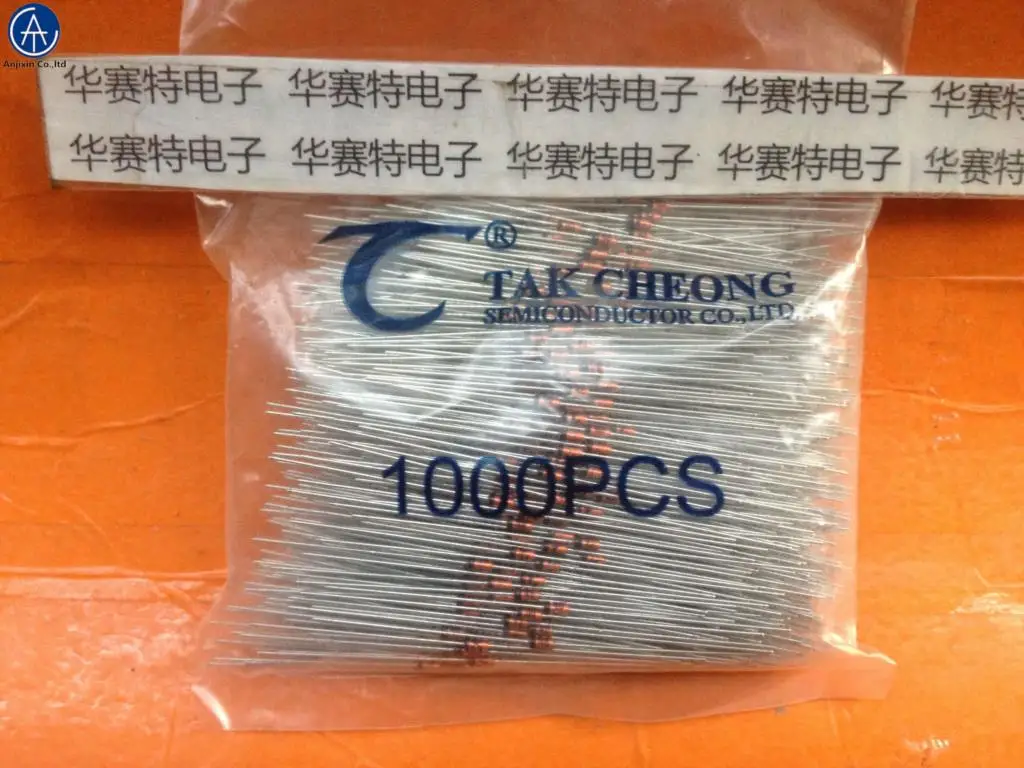 Anjixin Co.,ltd
华赛特电子 华赛特电子 华赛特电子 华赛特电子 华赛特
华赛特电子 华赛特电子 华赛特电子 华赛特电子 华赛特
®
TAK CHEONG
SEMICONDUCTOR CO.,LTD.
1000PCS